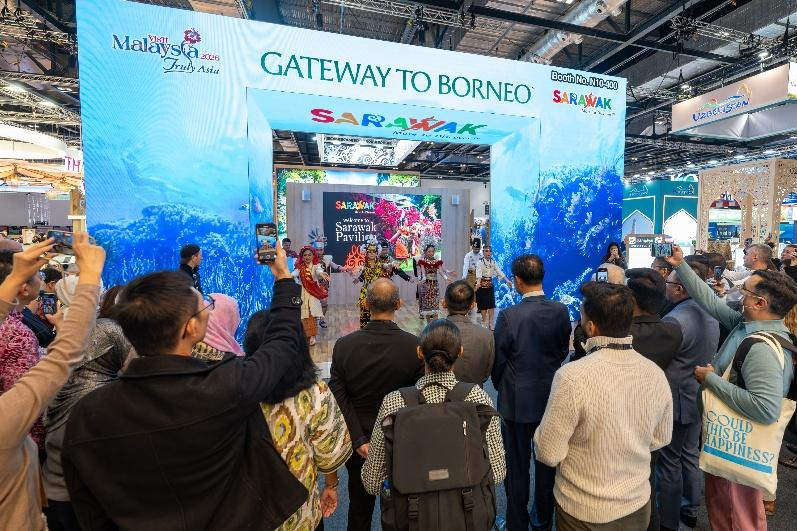 VISIT
Malaysia 2026
Truly Asia
GATEWAY TO BORNEO
Booth No. N10-400
SARAWAK
SARAWAK
UZBEKISTAN
SARAWAK
Welcome to
Sarawak
Pavilion
COULD
THIS BE
HAPPINESS?